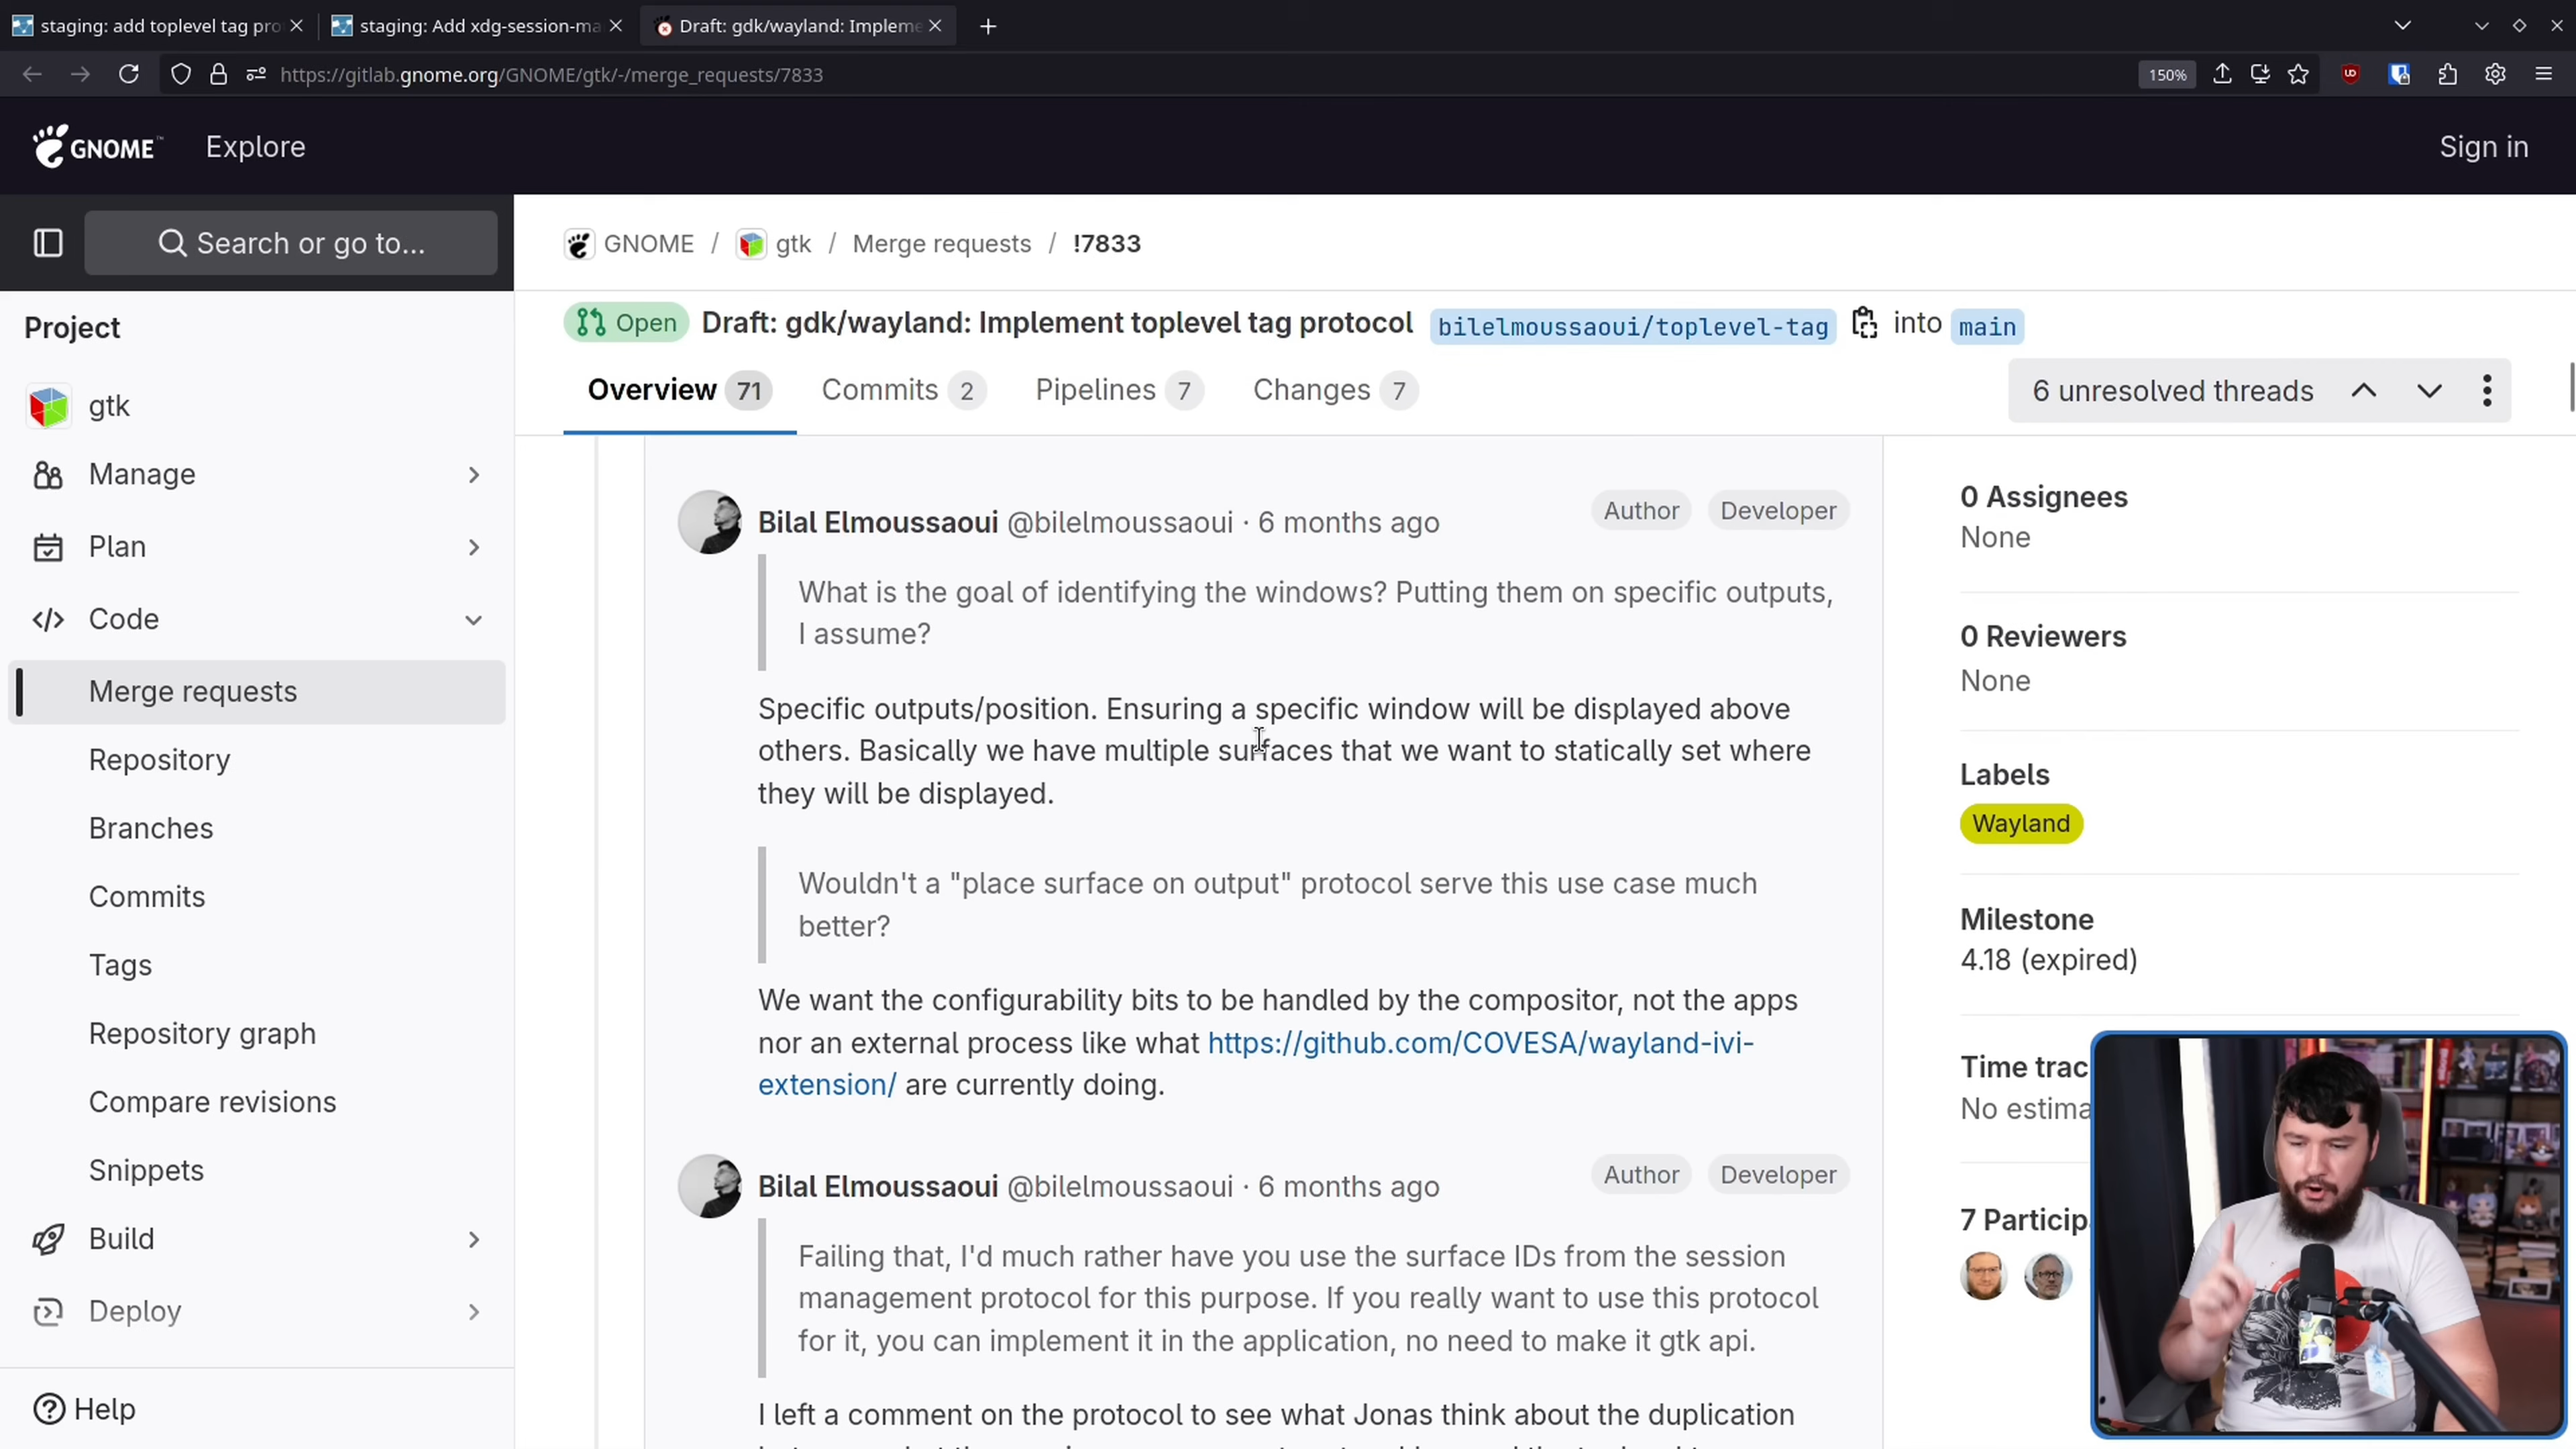 staging: add toplevel tag pro
staging: Add xdg-session-ma
Draft: gdk/wayland: Impleme
https://gitlab.gnome.org/GNOME/gtk/-/merge_requests/7833
150%
GNOME
Explore
Sign in
Search or go to...
GNOME / gtk / Merge requests / !7833
Project
Open Draft: gdk/wayland: Implement toplevel tag protocol bilelmoussaoui/toplevel-tag into main
Overview 71 Commits 2 Pipelines 7 Changes 7
6 unresolved threads
gtk
Manage
Plan
Code
Merge requests
Repository
Branches
Commits
Tags
Repository graph
Compare revisions
Snippets
Build
Deploy
Help
Bilal Elmoussaoui @bilelmoussaoui · 6 months ago
Author Developer
What is the goal of identifying the windows? Putting them on specific outputs,
I assume?
Specific outputs/position. Ensuring a specific window will be displayed above
others. Basically we have multiple surfaces that we want to statically set where
they will be displayed.
Wouldn't a "place surface on output" protocol serve this use case much
better?
We want the configurability bits to be handled by the compositor, not the apps
nor an external process like what https://github.com/COVESA/wayland-ivi-
extension/ are currently doing.
Bilal Elmoussaoui @bilelmoussaoui · 6 months ago
Author Developer
Failing that, I'd much rather have you use the surface IDs from the session
management protocol for this purpose. If you really want to use this protocol
for it, you can implement it in the application, no need to make it gtk api.
I left a comment on the protocol to see what Jonas think about the duplication
0 Assignees
None
0 Reviewers
None
Labels
Wayland
Milestone
4.18 (expired)
Time trac
No estima
7 Particip